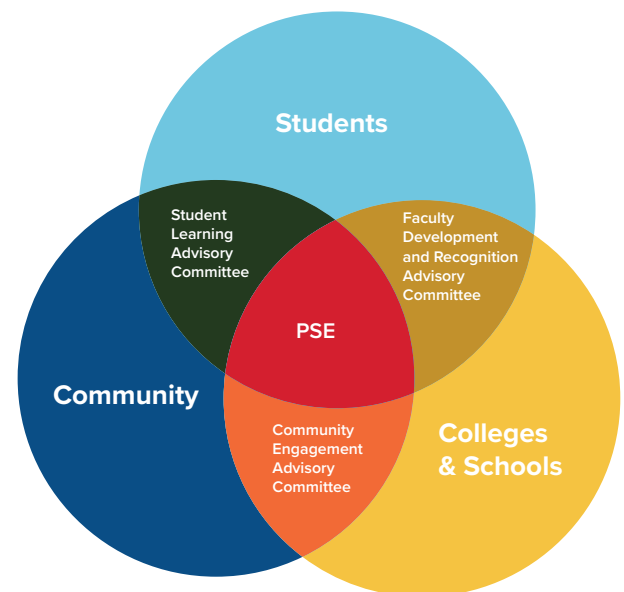 Students
Student
Learning
Advisory
Committee
Faculty
Development
and Recognition
Advisory
Committee
PSE
Community
Community
Engagement
Advisory
Committee
Colleges
& Schools